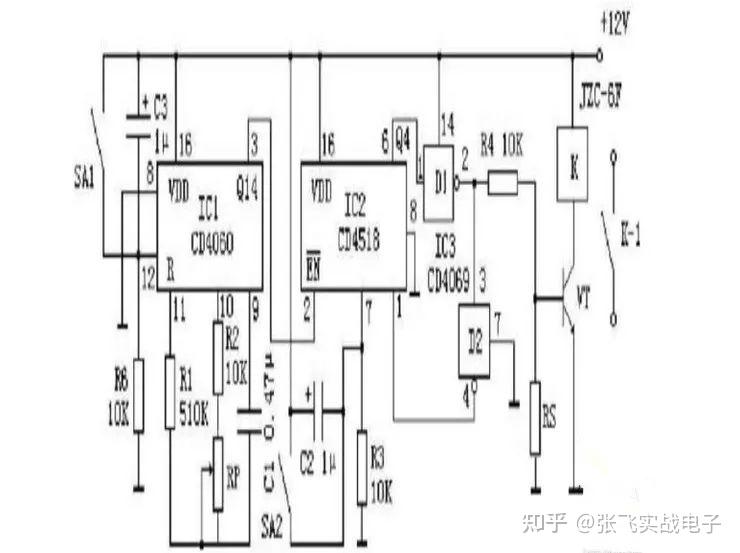 +12V
JZC-6F
C3
1μ
SA1
16
3
8
VDD
Q14
IC1
CD4060
R
12
11
10
9
16
6
Q4
VDD
IC2
CD4518
EN
8
2
7
1
14
1
D1
2
IC3
CD4069
3
D2
7
4
R4 10K
K
K-1
VT
R6
10K
R1
510K
R2
10K
RP
C1 0.47μ
C2
1μ
SA2
R3
10K
RS
知乎 @张飞实战电子